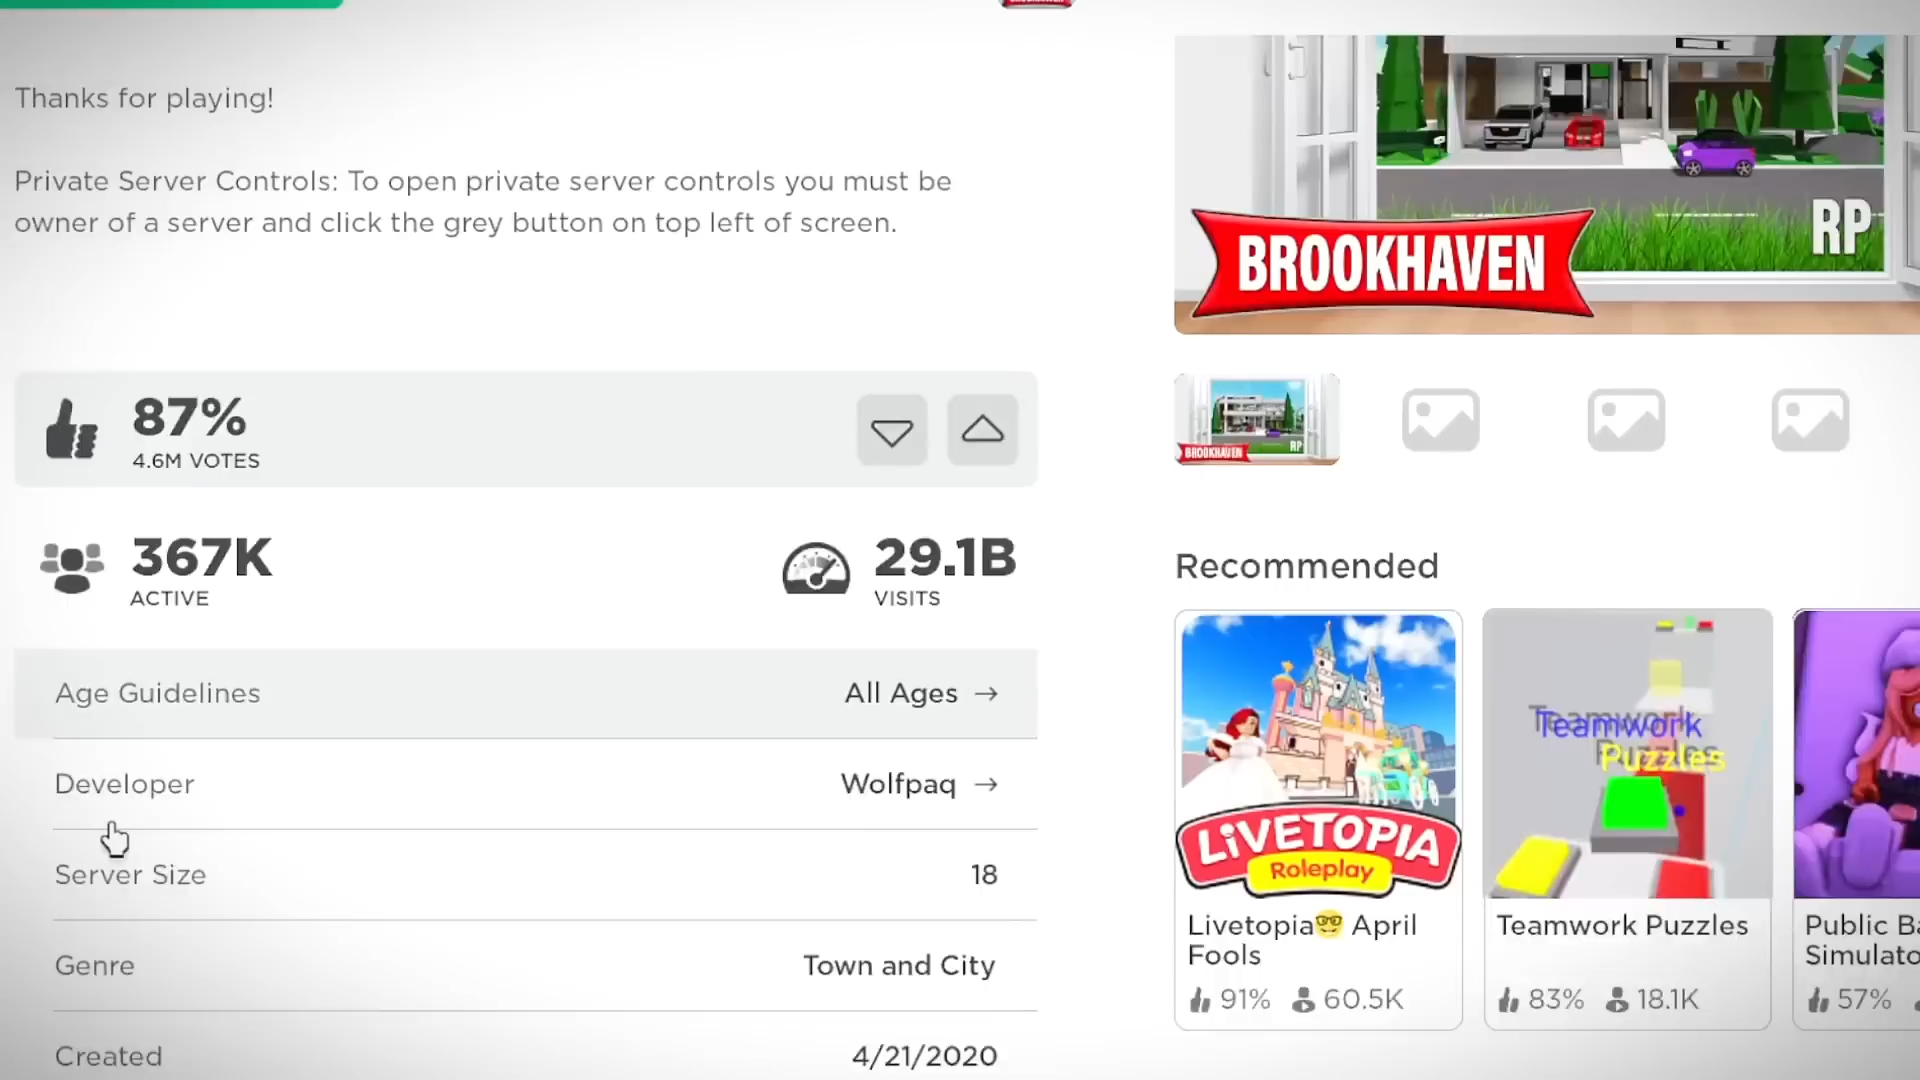 Thanks for playing!
Private Server Controls: To open private server controls you must be
owner of a server and click the grey button on top left of screen.
87%
4.6M VOTES
367K
ACTIVE
29.1B
VISITS
Age Guidelines
All Ages →
Developer
Wolfpaq →
Server Size
18
Genre
Town and City
Created
4/21/2020
BROOKHAVEN
RP
BROOKHAVEN
RP
Recommended
LiVETOPIA
Roleplay
Livetopia🤓 April
Fools
91% 60.5K
Teamwork
Puzzles
Teamwork Puzzles
83% 18.1K
Public
57%